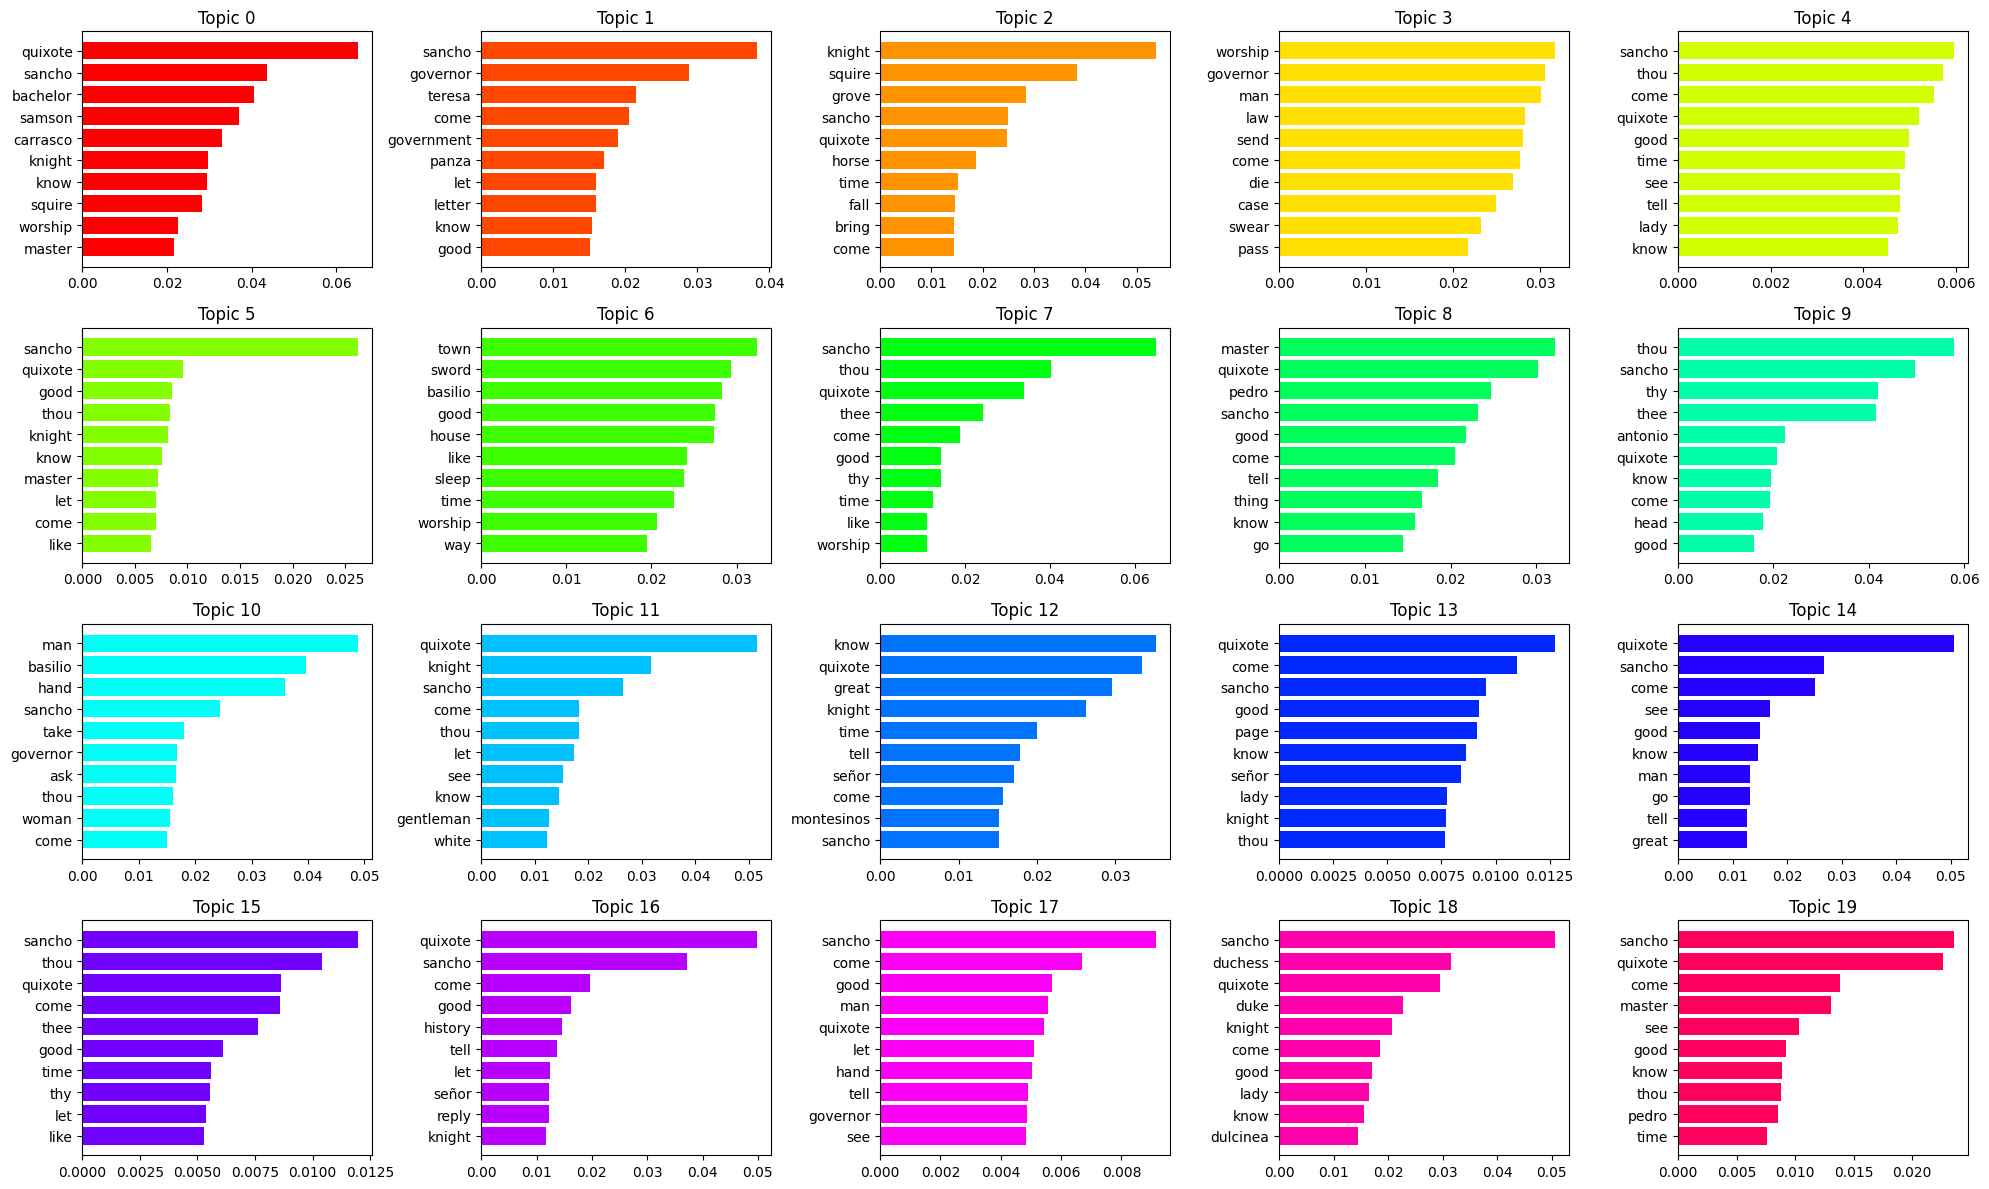 Topic 0
quixote
sancho
bachelor
samson
carrasco
knight
know
squire
worship
master
0.00 0.02 0.04 0.06
Topic 1
sancho
governor
teresa
come
government
panza
let
letter
know
good
0.00 0.01 0.02 0.03 0.04
Topic 2
knight
squire
grove
sancho
quixote
horse
time
fall
bring
come
0.00 0.01 0.02 0.03 0.04 0.05
Topic 3
worship
governor
man
law
send
come
die
case
swear
pass
0.00 0.01 0.02 0.03
Topic 4
sancho
thou
come
quixote
good
time
see
tell
lady
know
0.000 0.002 0.004 0.006
Topic 5
sancho
quixote
good
thou
knight
know
master
let
come
like
0.000 0.005 0.010 0.015 0.020 0.025
Topic 6
town
sword
basilio
good
house
like
sleep
time
worship
way
0.00 0.01 0.02 0.03
Topic 7
sancho
thou
quixote
thee
come
good
thy
time
like
worship
0.00 0.02 0.04 0.06
Topic 8
master
quixote
pedro
sancho
good
come
tell
thing
know
go
0.00 0.01 0.02 0.03
Topic 9
thou
sancho
thy
thee
antonio
quixote
know
come
head
good
0.00 0.02 0.04 0.06
Topic 10
man
basilio
hand
sancho
take
governor
ask
thou
woman
come
0.00 0.01 0.02 0.03 0.04 0.05
Topic 11
quixote
knight
sancho
come
thou
let
see
know
gentleman
white
0.00 0.01 0.02 0.03 0.04 0.05
Topic 12
know
quixote
great
knight
time
tell
señor
come
montesinos
sancho
0.00 0.01 0.02 0.03
Topic 13
quixote
come
sancho
good
page
know
señor
lady
knight
thou
0.0000 0.0025 0.0050 0.0075 0.0100 0.0125
Topic 14
quixote
sancho
come
see
good
know
man
go
tell
great
0.00 0.01 0.02 0.03 0.04 0.05
Topic 15
sancho
thou
quixote
come
thee
good
time
thy
let
like
0.0000 0.0025 0.0050 0.0075 0.0100 0.0125
Topic 16
quixote
sancho
come
good
history
tell
let
señor
reply
knight
0.00 0.01 0.02 0.03 0.04 0.05
Topic 17
sancho
come
good
man
quixote
let
hand
tell
governor
see
0.000 0.002 0.004 0.006 0.008
Topic 18
sancho
duchess
quixote
duke
knight
come
good
lady
know
dulcinea
0.00 0.01 0.02 0.03 0.04 0.05
Topic 19
sancho
quixote
come
master
see
good
know
thou
pedro
time
0.000 0.005 0.010 0.015 0.020